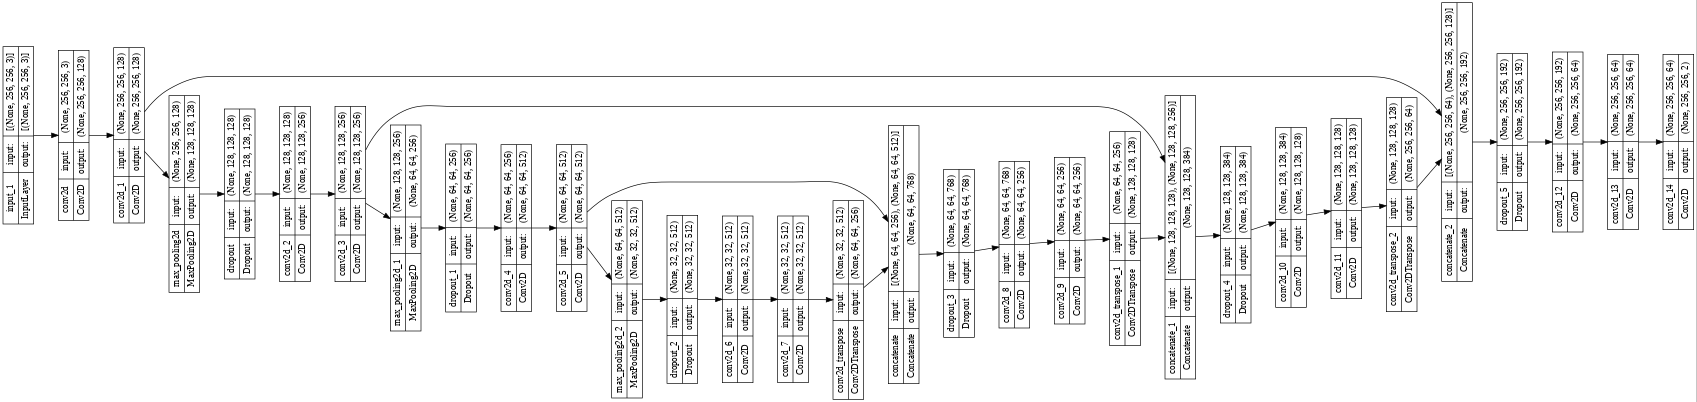 input_1 input: [(None, 256, 256, 3)]
InputLayer output: [(None, 256, 256, 3)]
conv2d input: (None, 256, 256, 3)
Conv2D output: (None, 256, 256, 128)
conv2d_1 input: (None, 256, 256, 128)
Conv2D output: (None, 256, 256, 128)
max_pooling2d input: (None, 256, 256, 128)
MaxPooling2D output: (None, 128, 128, 128)
dropout input: (None, 128, 128, 128)
Dropout output: (None, 128, 128, 128)
conv2d_2 input: (None, 128, 128, 128)
Conv2D output: (None, 128, 128, 256)
conv2d_3 input: (None, 128, 128, 256)
Conv2D output: (None, 128, 128, 256)
max_pooling2d_1 input: (None, 128, 128, 256)
MaxPooling2D output: (None, 64, 64, 256)
dropout_1 input: (None, 64, 64, 256)
Dropout output: (None, 64, 64, 256)
conv2d_4 input: (None, 64, 64, 256)
Conv2D output: (None, 64, 64, 512)
conv2d_5 input: (None, 64, 64, 512)
Conv2D output: (None, 64, 64, 512)
max_pooling2d_2 input: (None, 64, 64, 512)
MaxPooling2D output: (None, 32, 32, 512)
dropout_2 input: (None, 32, 32, 512)
Dropout output: (None, 32, 32, 512)
conv2d_6 input: (None, 32, 32, 512)
Conv2D output: (None, 32, 32, 512)
conv2d_7 input: (None, 32, 32, 512)
Conv2D output: (None, 32, 32, 512)
conv2d_transpose input: (None, 32, 32, 512)
Conv2DTranspose output: (None, 64, 64, 256)
concatenate input: [(None, 64, 64, 256), (None, 64, 64, 512)]
Concatenate output: (None, 64, 64, 768)
dropout_3 input: (None, 64, 64, 768)
Dropout output: (None, 64, 64, 768)
conv2d_8 input: (None, 64, 64, 768)
Conv2D output: (None, 64, 64, 256)
conv2d_9 input: (None, 64, 64, 256)
Conv2D output: (None, 64, 64, 256)
conv2d_transpose_1 input: (None, 64, 64, 256)
Conv2DTranspose output: (None, 128, 128, 128)
concatenate_1 input: [(None, 128, 128, 128), (None, 128, 128, 256)]
Concatenate output: (None, 128, 128, 384)
dropout_4 input: (None, 128, 128, 384)
Dropout output: (None, 128, 128, 384)
conv2d_10 input: (None, 128, 128, 384)
Conv2D output: (None, 128, 128, 128)
conv2d_11 input: (None, 128, 128, 128)
Conv2D output: (None, 128, 128, 128)
conv2d_transpose_2 input: (None, 128, 128, 128)
Conv2DTranspose output: (None, 256, 256, 64)
concatenate_2 input: [(None, 256, 256, 64), (None, 256, 256, 128)]
Concatenate output: (None, 256, 256, 192)
dropout_5 input: (None, 256, 256, 192)
Dropout output: (None, 256, 256, 192)
conv2d_12 input: (None, 256, 256, 192)
Conv2D output: (None, 256, 256, 64)
conv2d_13 input: (None, 256, 256, 64)
Conv2D output: (None, 256, 256, 64)
conv2d_14 input: (None, 256, 256, 64)
Conv2D output: (None, 256, 256, 2)